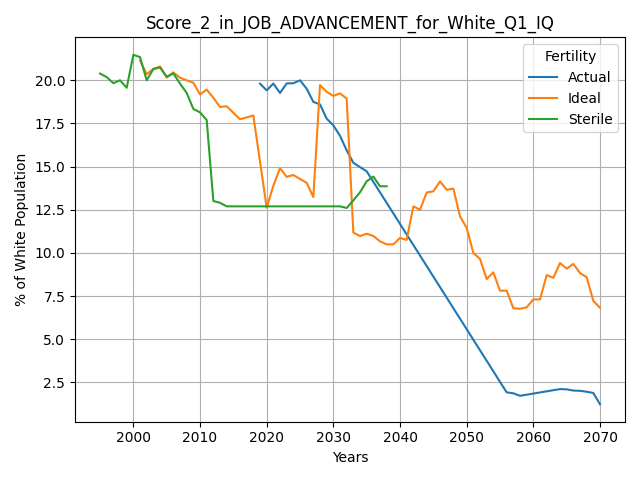 Score_2_in_JOB_ADVANCEMENT_for_White_Q1_IQ
Fertility
Actual
Ideal
Sterile
% of White Population
20.0
17.5
15.0
12.5
10.0
7.5
5.0
2.5
2000 2010 2020 2030 2040 2050 2060 2070
Years